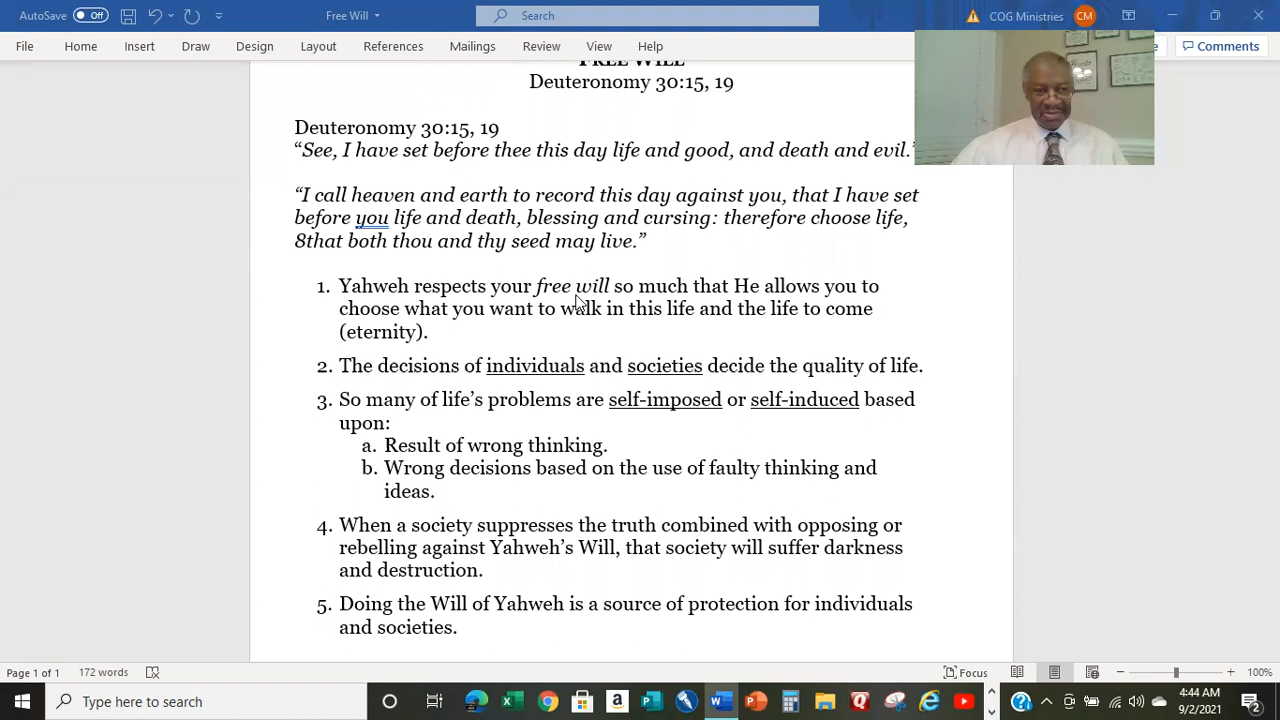 AutoSave Off Free Will Search COG Ministries CM
File Home Insert Draw Design Layout References Mailings Review View Help Comments
FREE WILL
Deuteronomy 30:15, 19
Deuteronomy 30:15, 19
“See, I have set before thee this day life and good, and death and evil.”
“I call heaven and earth to record this day against you, that I have set
before you life and death, blessing and cursing: therefore choose life,
8that both thou and thy seed may live.”
1. Yahweh respects your free will so much that He allows you to
choose what you want to walk in this life and the life to come
(eternity).
2. The decisions of individuals and societies decide the quality of life.
3. So many of life’s problems are self-imposed or self-induced based
upon:
a. Result of wrong thinking.
b. Wrong decisions based on the use of faulty thinking and
ideas.
4. When a society suppresses the truth combined with opposing or
rebelling against Yahweh’s Will, that society will suffer darkness
and destruction.
5. Doing the Will of Yahweh is a source of protection for individuals
and societies.
Page 1 of 1 172 words Focus 100%
Type here to search 4:44 AM
9/2/2021 2